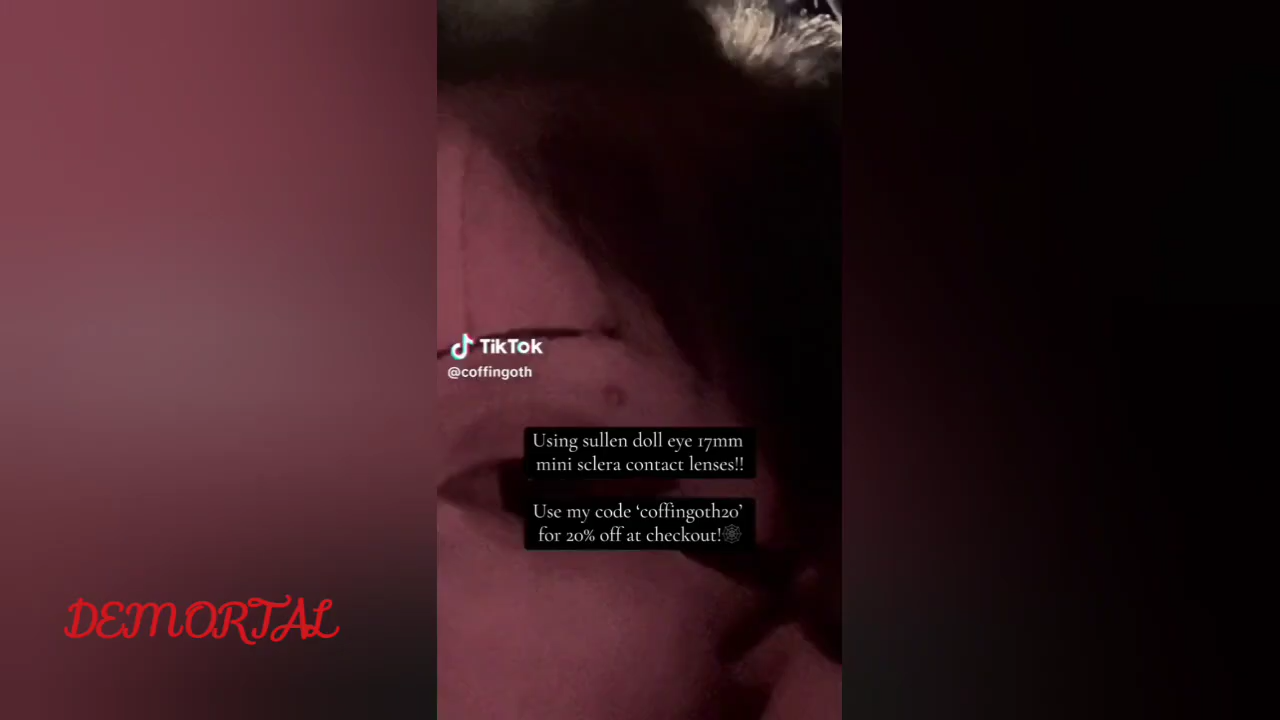 TikTok
@coffingoth
Using sullen doll eye 17mm
mini sclera contact lenses!!
Use my code ‘coffingoth20’
for 20% off at checkout!🕸
DEMORTAL